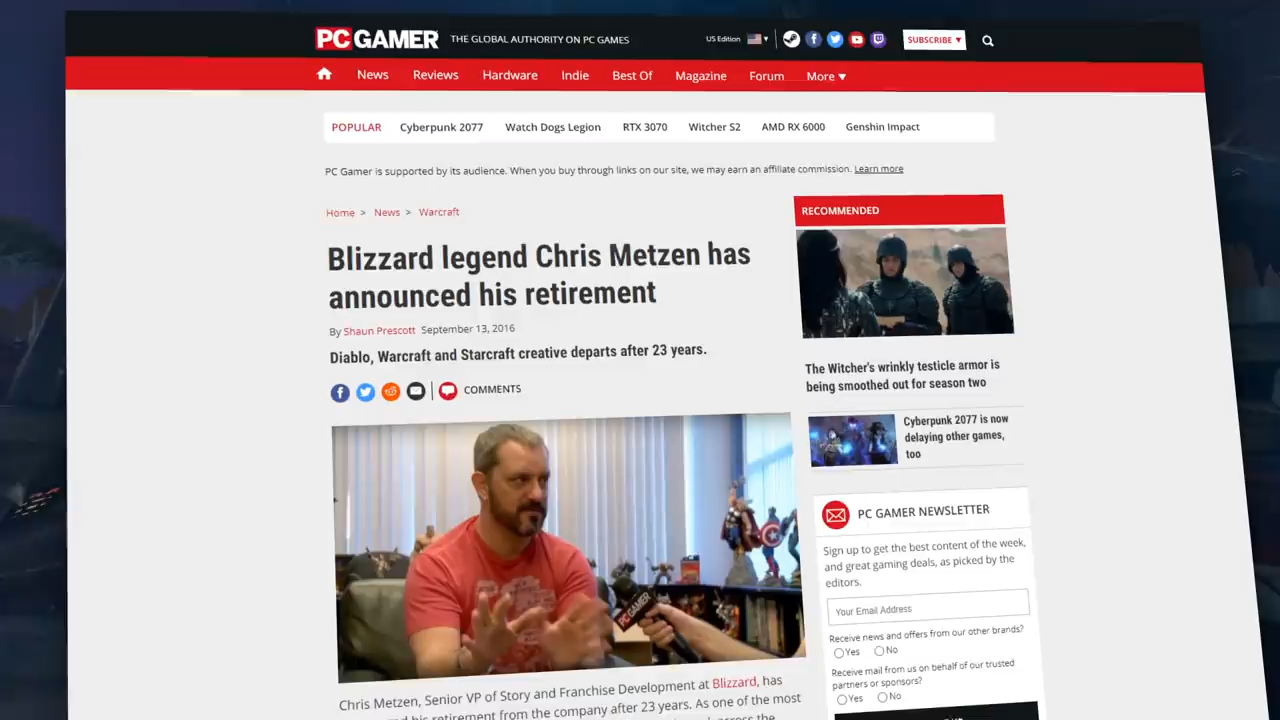 PC GAMER THE GLOBAL AUTHORITY ON PC GAMES
US Edition
SUBSCRIBE
News Reviews Hardware Indie Best Of Magazine Forum More
POPULAR Cyberpunk 2077 Watch Dogs Legion RTX 3070 Witcher S2 AMD RX 6000 Genshin Impact
PC Gamer is supported by its audience. When you buy through links on our site, we may earn an affiliate commission. Learn more
Home > News > Warcraft
Blizzard legend Chris Metzen has
announced his retirement
By Shaun Prescott September 13, 2016
Diablo, Warcraft and Starcraft creative departs after 23 years.
COMMENTS
PC GAMER
Chris Metzen, Senior VP of Story and Franchise Development at Blizzard, has
his retirement from the company after 23 years. As one of the most
across the
RECOMMENDED
The Witcher's wrinkly testicle armor is
being smoothed out for season two
Cyberpunk 2077 is now
delaying other games,
too
PC GAMER NEWSLETTER
Sign up to get the best content of the week,
and great gaming deals, as picked by the
editors.
Your Email Address
Receive news and offers from our other brands?
Yes No
Receive mail from us on behalf of our trusted
partners or sponsors?
Yes No